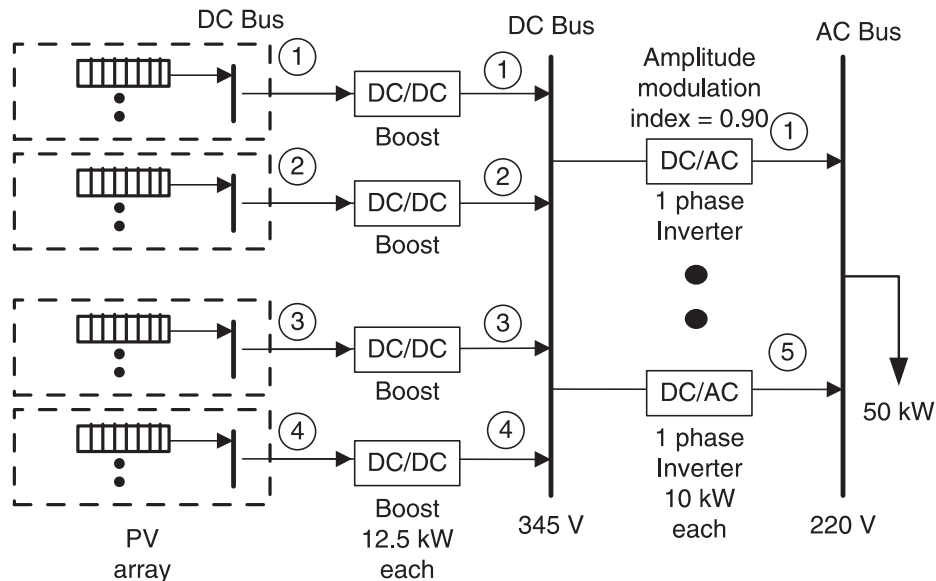 DC Bus
DC Bus
AC Bus
1
DC/DC
Boost
1
2
DC/DC
Boost
2
3
DC/DC
Boost
3
4
DC/DC
Boost
12.5 kW
each
4
PV
array
345 V
Amplitude
modulation
index = 0.90
1
DC/AC
1 phase
Inverter
5
DC/AC
1 phase
Inverter
10 kW
each
220 V
50 kW